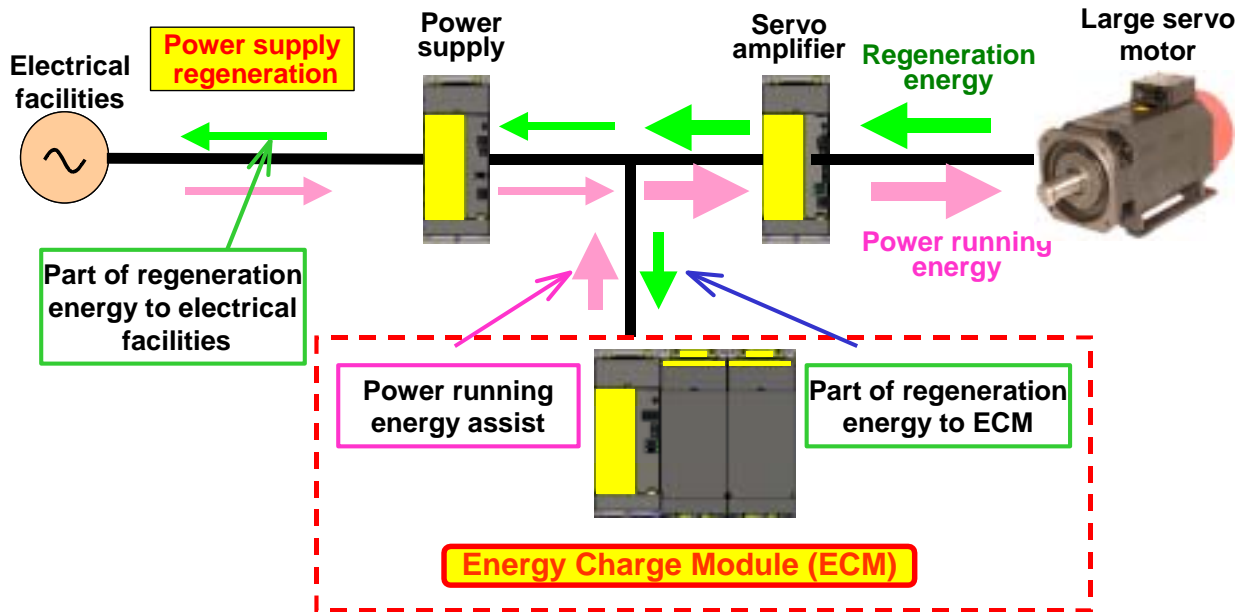 Electrical
facilities
Power supply
regeneration
Power
supply
Servo
amplifier
Large servo
motor
Regeneration
energy
Power running
energy
Part of regeneration
energy to electrical
facilities
Power running
energy assist
Part of regeneration
energy to ECM
Energy Charge Module (ECM)